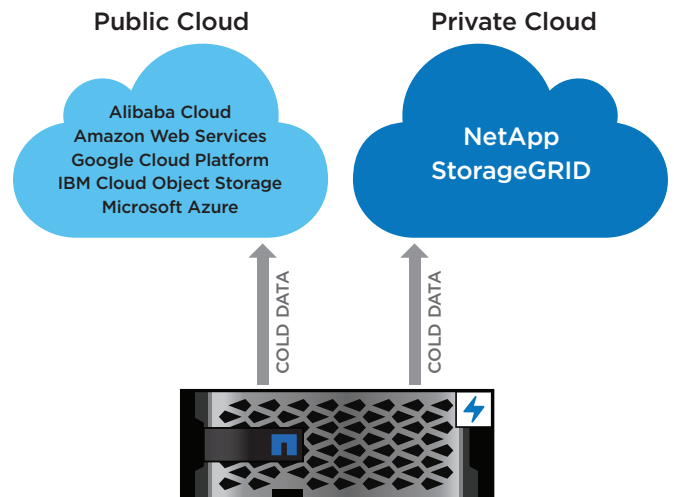 Public Cloud
Private Cloud
Alibaba Cloud
Amazon Web Services
Google Cloud Platform
IBM Cloud Object Storage
Microsoft Azure
NetApp
StorageGRID
COLD DATA
COLD DATA